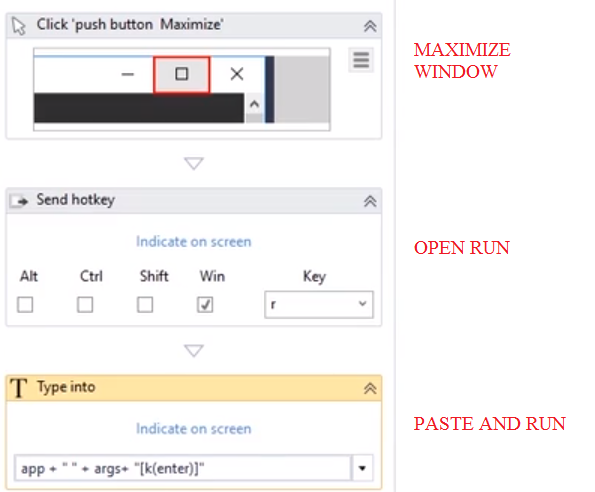 Click 'push button  Maximize'
MAXIMIZE
WINDOW
Send hotkey
Indicate on screen
Alt Ctrl Shift Win Key
r
OPEN RUN
T Type into
Indicate on screen
PASTE AND RUN
app + " " + args+ "[k(enter)]"